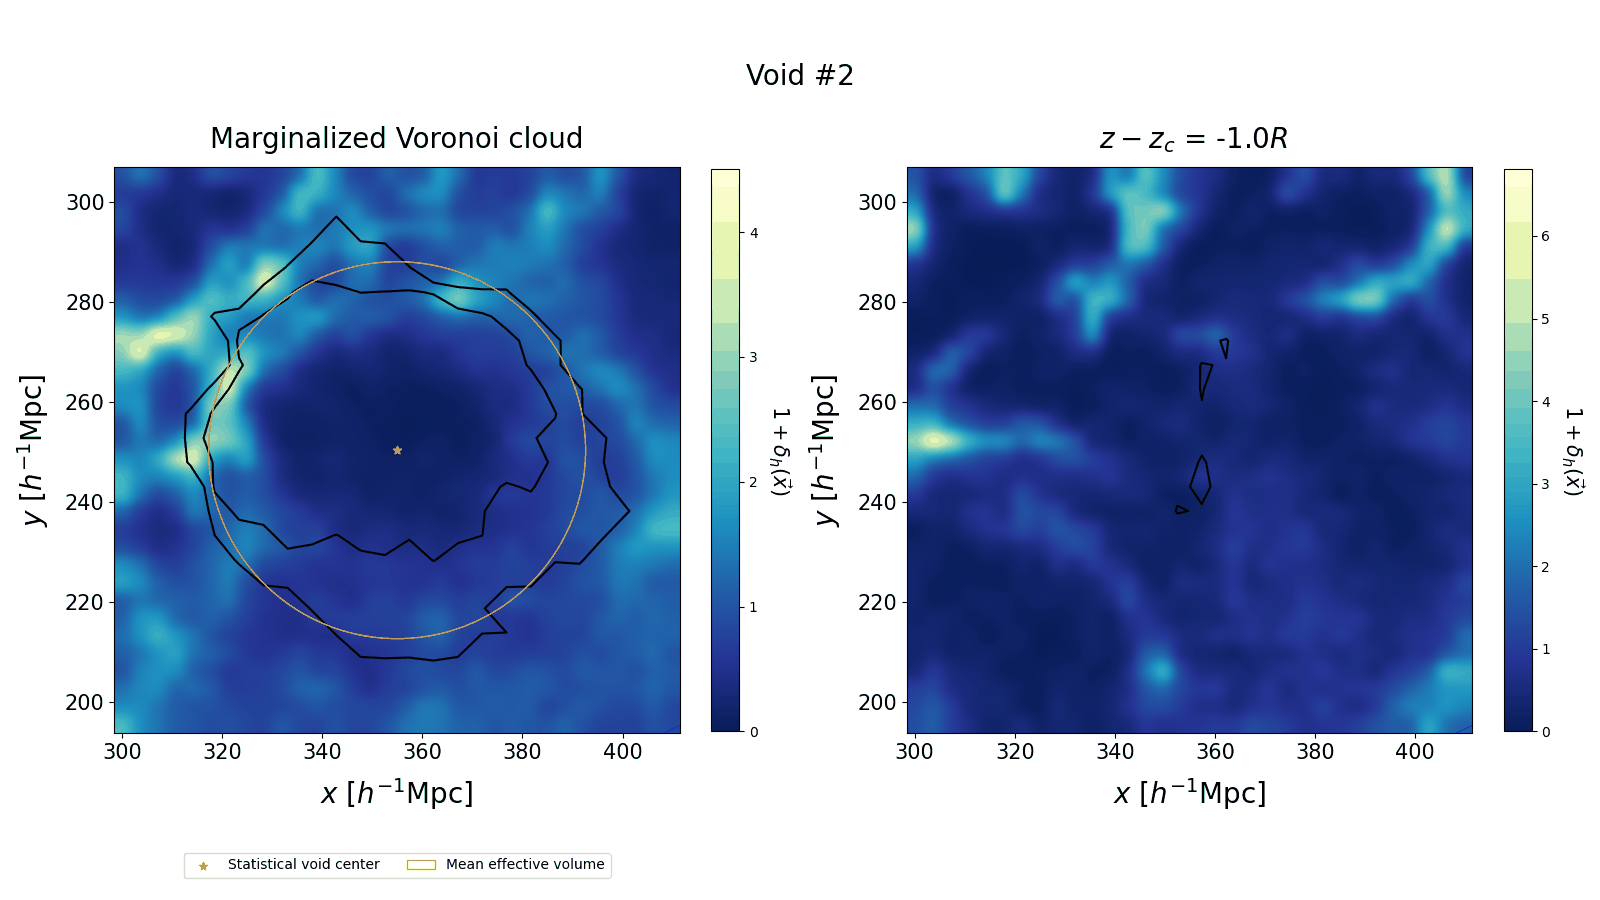 Void #2
Marginalized Voronoi cloud
z − z_c = -1.0R
300
280
260
240
220
200
y [h⁻¹Mpc]
300 320 340 360 380 400
x [h⁻¹Mpc]
4
3
2
1
0
1 + δ_h(x⃗)
300
280
260
240
220
200
y [h⁻¹Mpc]
300 320 340 360 380 400
x [h⁻¹Mpc]
6
5
4
3
2
1
0
1 + δ_h(x⃗)
Statistical void center Mean effective volume